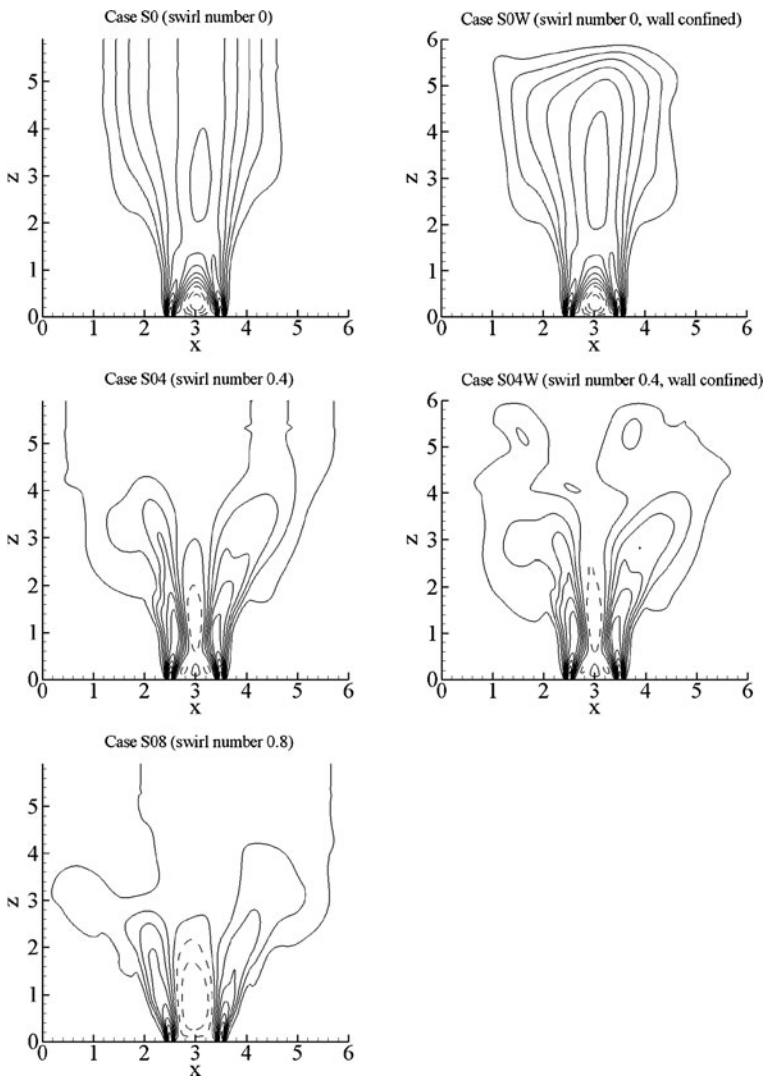 Case S0 (swirl number 0)
5
4
3
2
1
0
z
0 1 2 3 4 5 6
x
Case S0W (swirl number 0, wall confined)
6
5
4
3
2
1
0
z
0 1 2 3 4 5 6
x
Case S04 (swirl number 0.4)
5
4
3
2
1
0
z
0 1 2 3 4 5 6
x
Case S04W (swirl number 0.4, wall confined)
6
5
4
3
2
1
0
z
0 1 2 3 4 5 6
x
Case S08 (swirl number 0.8)
5
4
3
2
1
0
z
0 1 2 3 4 5 6
x